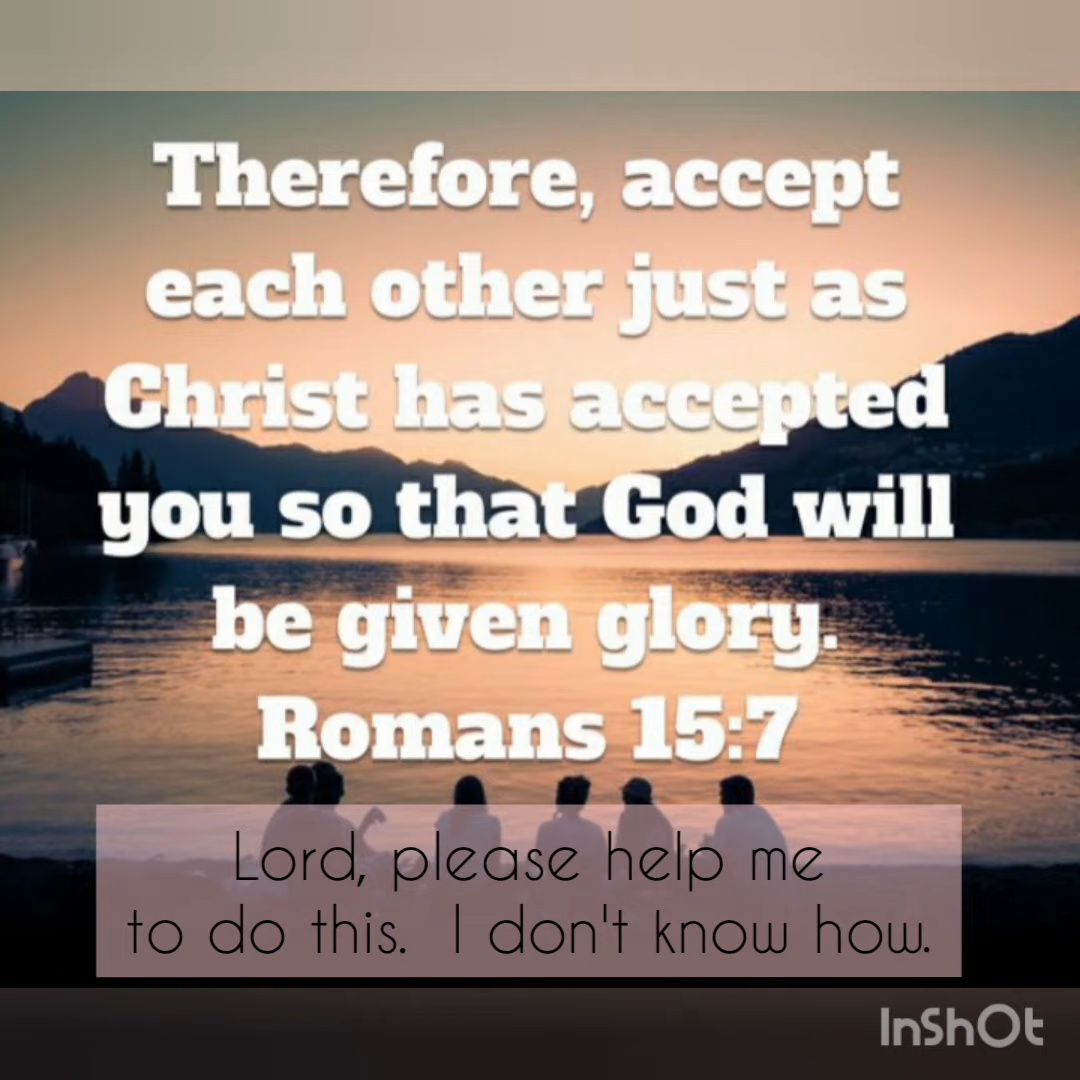 Therefore, accept
each other just as
Christ has accepted
you so that God will
be given glory.
Romans 15:7
Lord, please help me
to do this. I don't know how.
InShOt